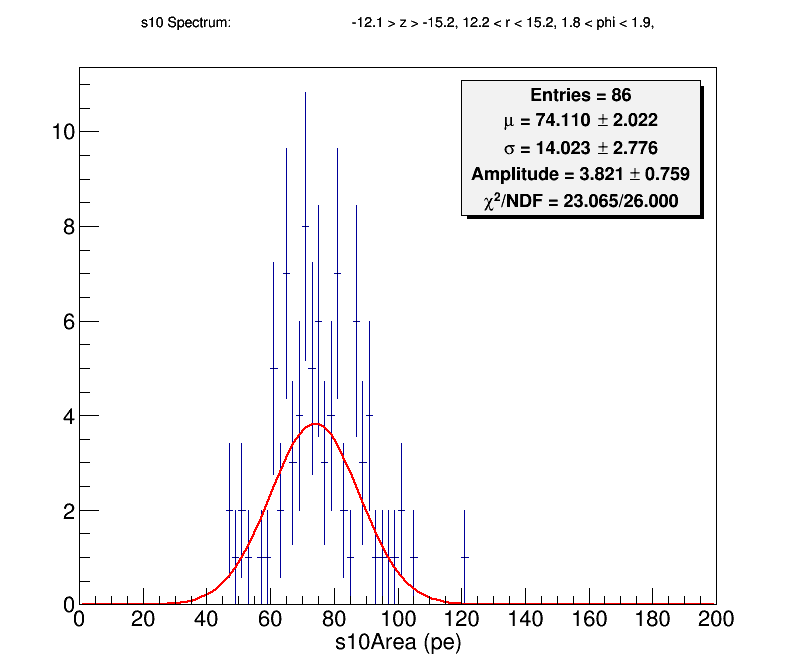 s10 Spectrum: -12.1 > z > -15.2, 12.2 < r < 15.2, 1.8 < phi < 1.9,
Entries = 86
μ = 74.110 ± 2.022
σ = 14.023 ± 2.776
Amplitude = 3.821 ± 0.759
χ²/NDF = 23.065/26.000
10
8
6
4
2
0
0 20 40 60 80 100 120 140 160 180 200
s10Area (pe)